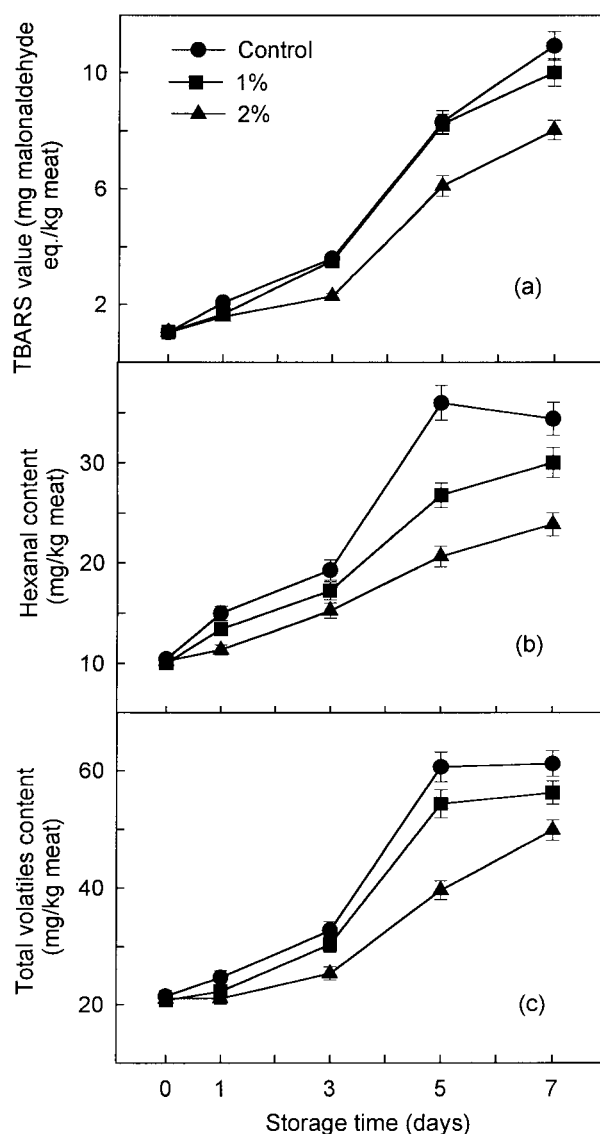 Control
1%
2%
10
6
2
TBARS value (mg malonaldehyde
eq./kg meat)
(a)
30
20
10
Hexanal content
(mg/kg meat)
(b)
60
40
20
Total volatiles content
(mg/kg meat)
(c)
0 1 3 5 7
Storage time (days)